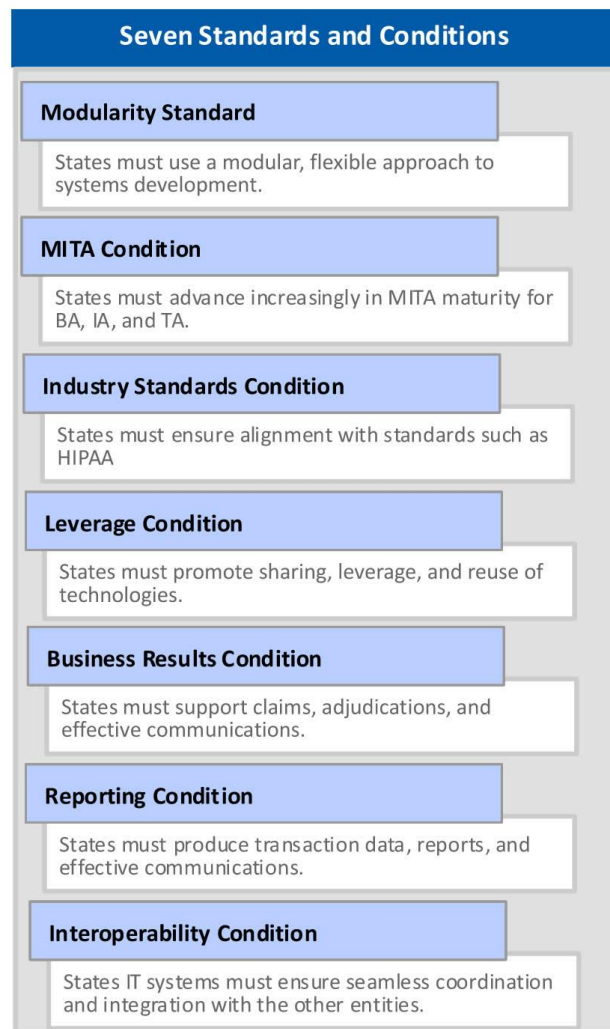 Seven Standards and Conditions
Modularity Standard
States must use a modular, flexible approach to
systems development.
MITA Condition
States must advance increasingly in MITA maturity for
BA, IA, and TA.
Industry Standards Condition
States must ensure alignment with standards such as
HIPAA
Leverage Condition
States must promote sharing, leverage, and reuse of
technologies.
Business Results Condition
States must support claims, adjudications, and
effective communications.
Reporting Condition
States must produce transaction data, reports, and
effective communications.
Interoperability Condition
States IT systems must ensure seamless coordination
and integration with the other entities.